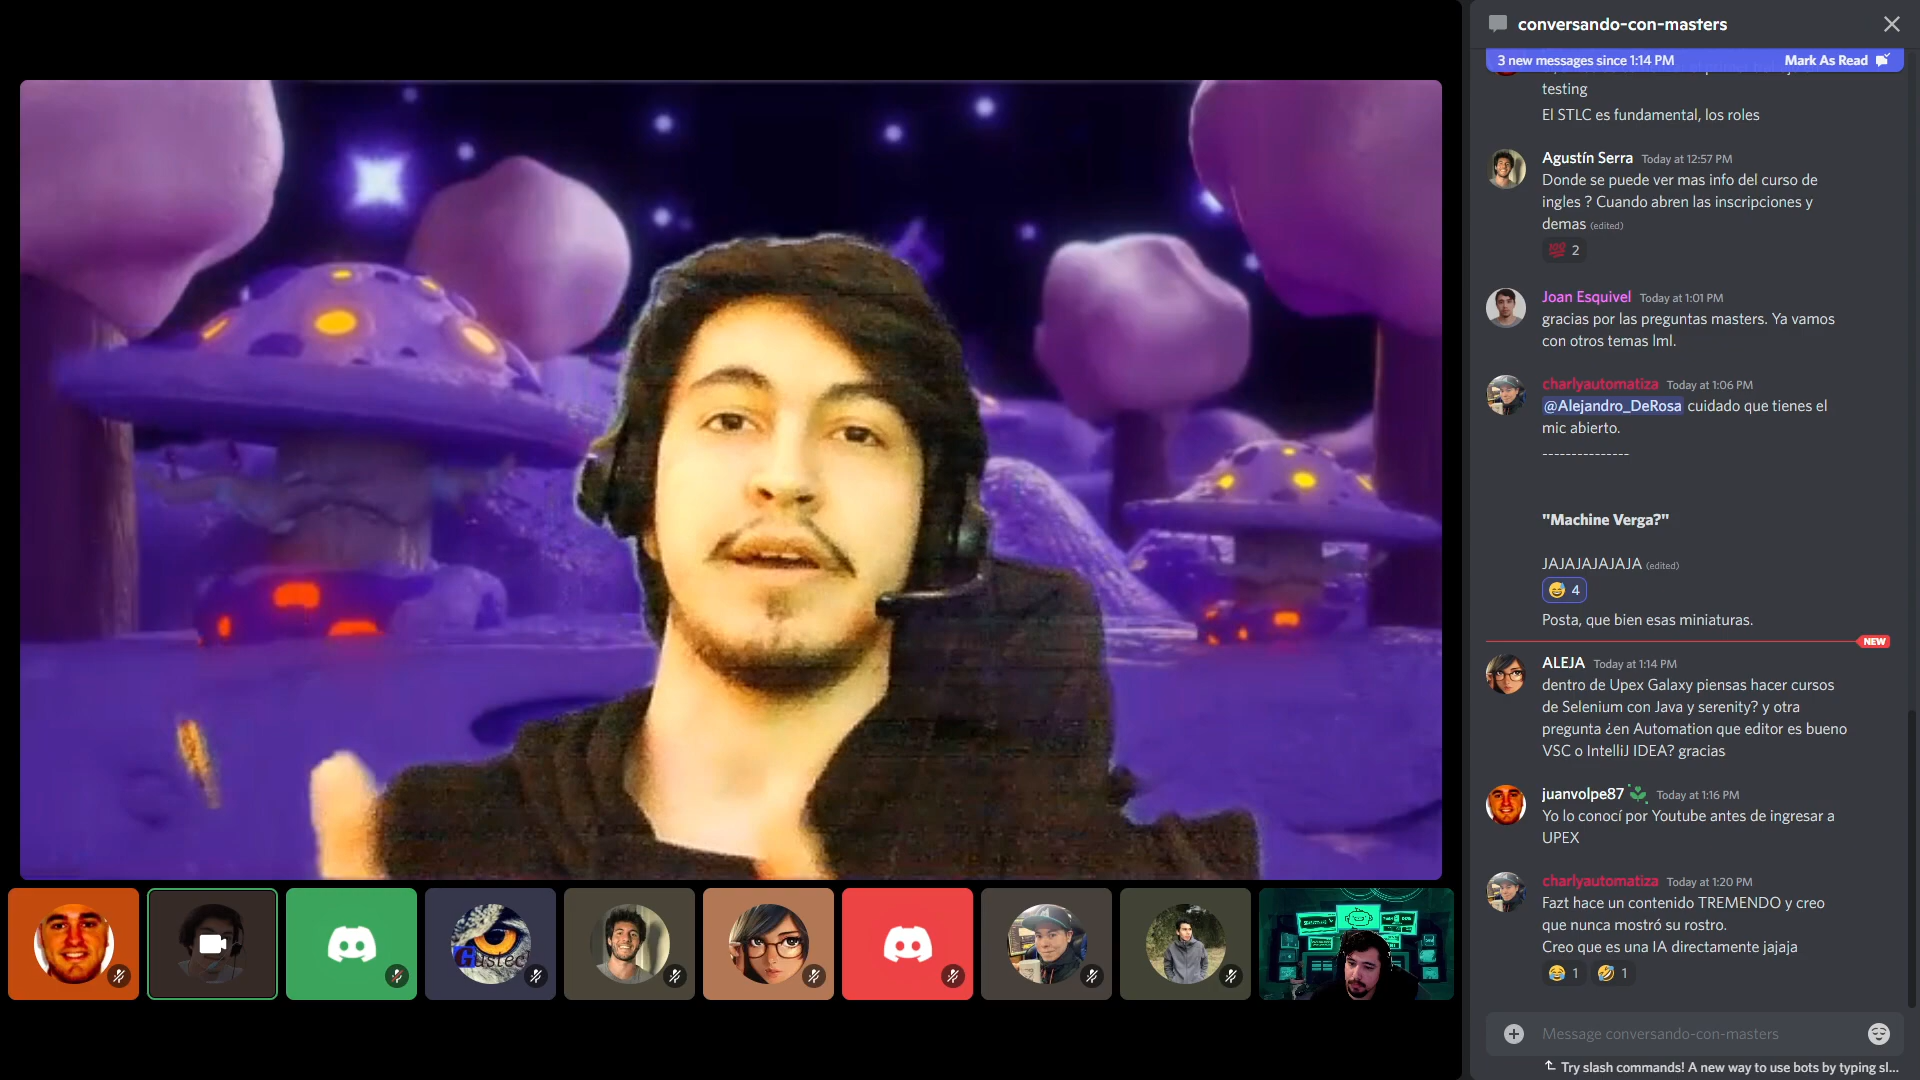 conversando-con-masters
3 new messages since 1:14 PM
Mark As Read
testing
El STLC es fundamental, los roles
Agustín Serra Today at 12:57 PM
Donde se puede ver mas info del curso de
ingles ? Cuando abren las inscripciones y
demas (edited)
💯 2
Joan Esquivel Today at 1:01 PM
gracias por las preguntas masters. Ya vamos
con otros temas lml.
charlyautomatiza Today at 1:06 PM
@Alejandro_DeRosa cuidado que tienes el
mic abierto.
---------------
"Machine Verga?"
JAJAJAJAJAJA (edited)
😅 4
Posta, que bien esas miniaturas.
NEW
ALEJA Today at 1:14 PM
dentro de Upex Galaxy piensas hacer cursos
de Selenium con Java y serenity? y otra
pregunta ¿en Automation que editor es bueno
VSC o IntelliJ IDEA? gracias
juanvolpe87 Today at 1:16 PM
Yo lo conocí por Youtube antes de ingresar a
UPEX
charlyautomatiza Today at 1:20 PM
Fazt hace un contenido TREMENDO y creo
que nunca mostró su rostro.
Creo que es una IA directamente jajaja
😂 1 🤣 1
Message conversando-con-masters
Try slash commands! A new way to use bots by typing sl...
Gustec